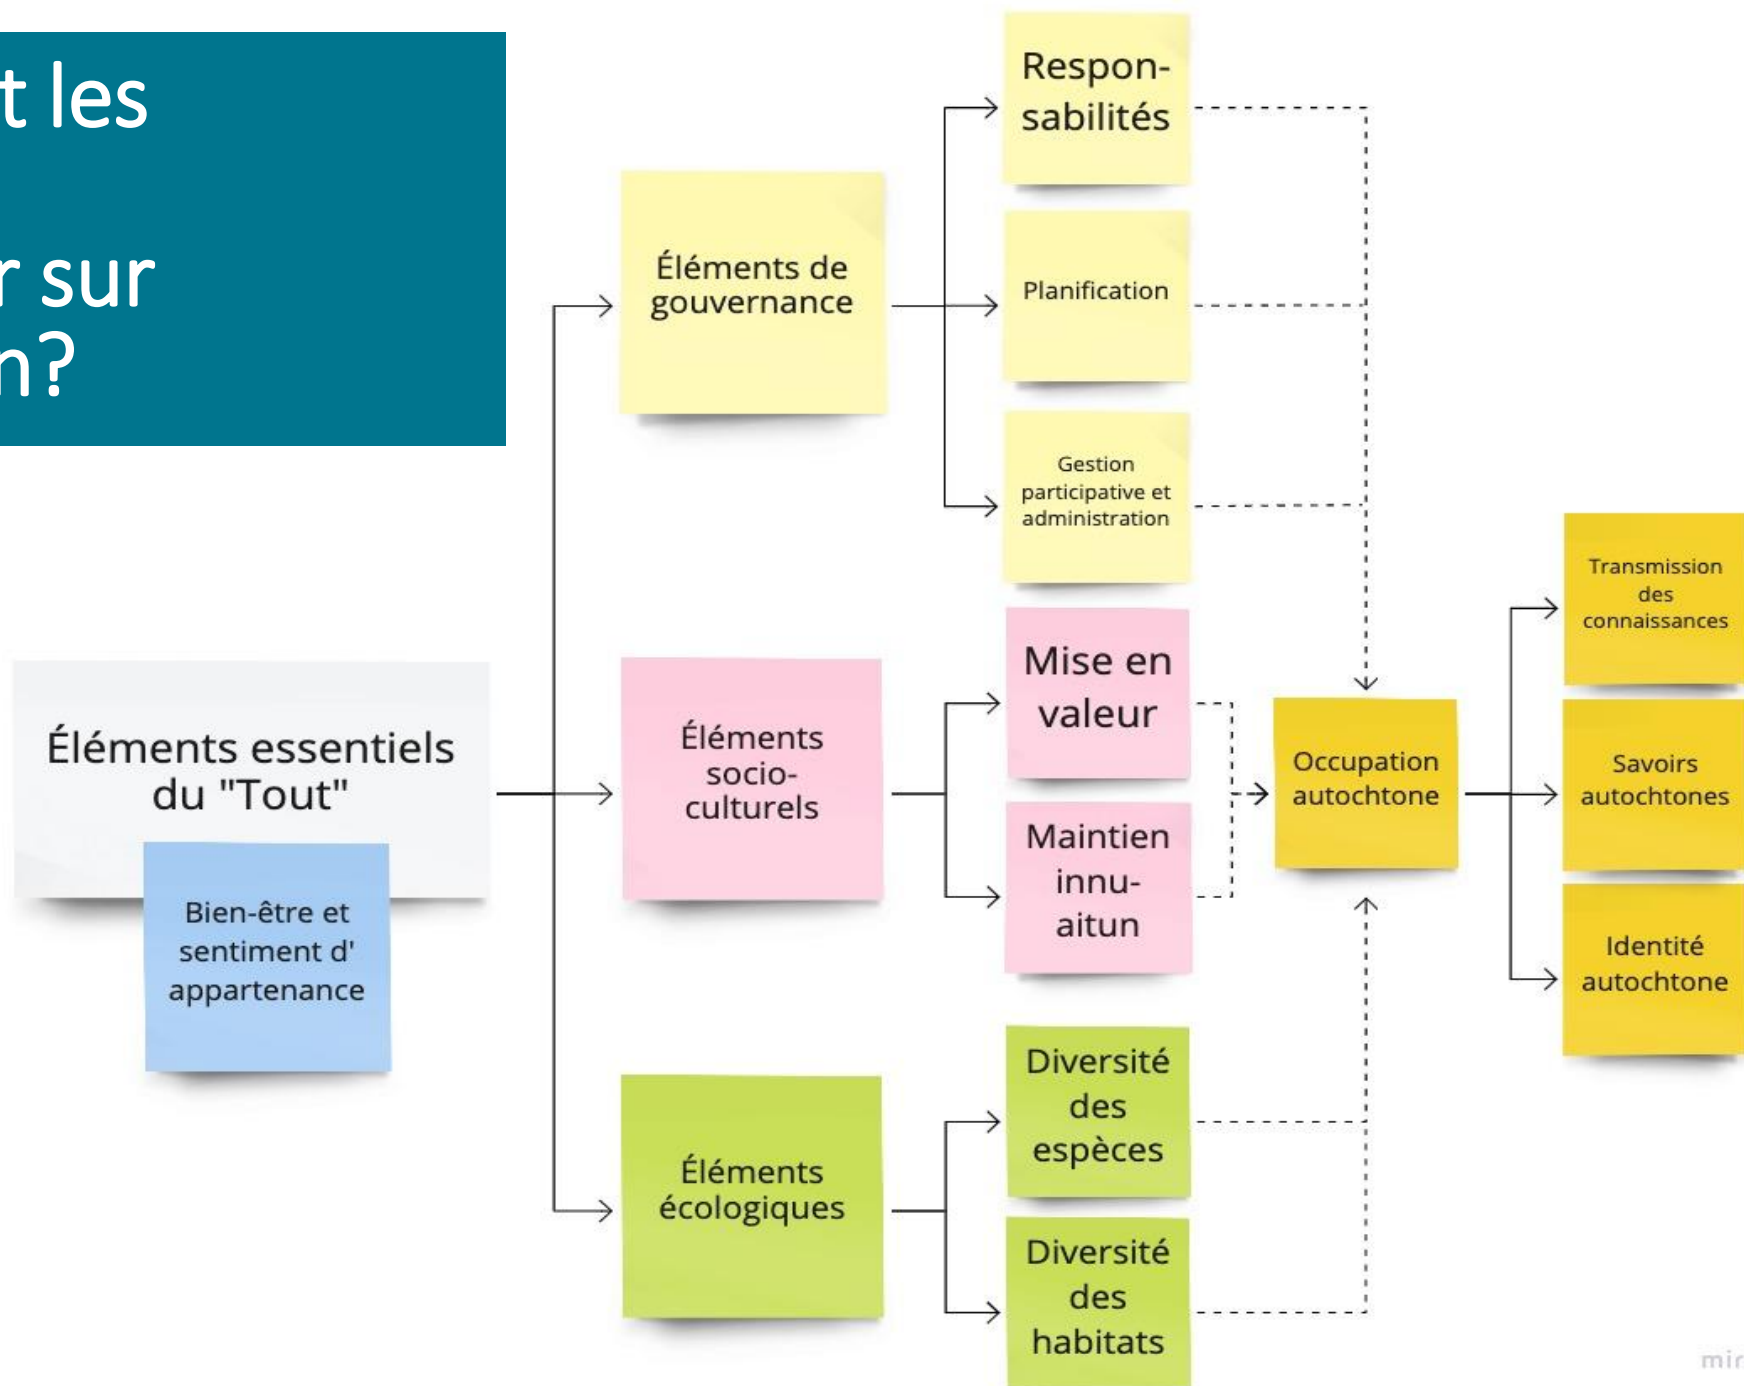 t les
r sur
n?
Respon-
sabilités
Éléments de
gouvernance
Planification
Gestion
participative et
administration
Éléments essentiels
du "Tout"
Bien-être et
sentiment d'
appartenance
Éléments
socio-
culturels
Mise en
valeur
Maintien
innu-
aitun
Occupation
autochtone
Transmission
des
connaissances
Savoirs
autochtones
Identité
autochtone
Éléments
écologiques
Diversité
des
espèces
Diversité
des
habitats
mir